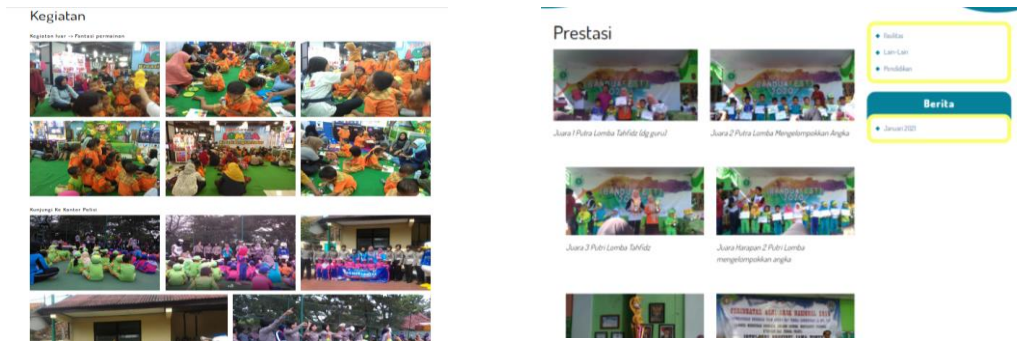 Kegiatan
Kegiatan luar -> Fantasi permainan
Kunjungi Ke Kantor Polisi
Prestasi
Juara 1 Putra Lomba Tahfidz (dg guru)
Juara 2 Putra Lomba Mengelompokkan Angka
Juara 3 Putri Lomba Tahfidz
Juara Harapan 2 Putri Lomba
mengelompokkan angka
Fasilitas
Lain-Lain
Pendidikan
Berita
Januari 2021